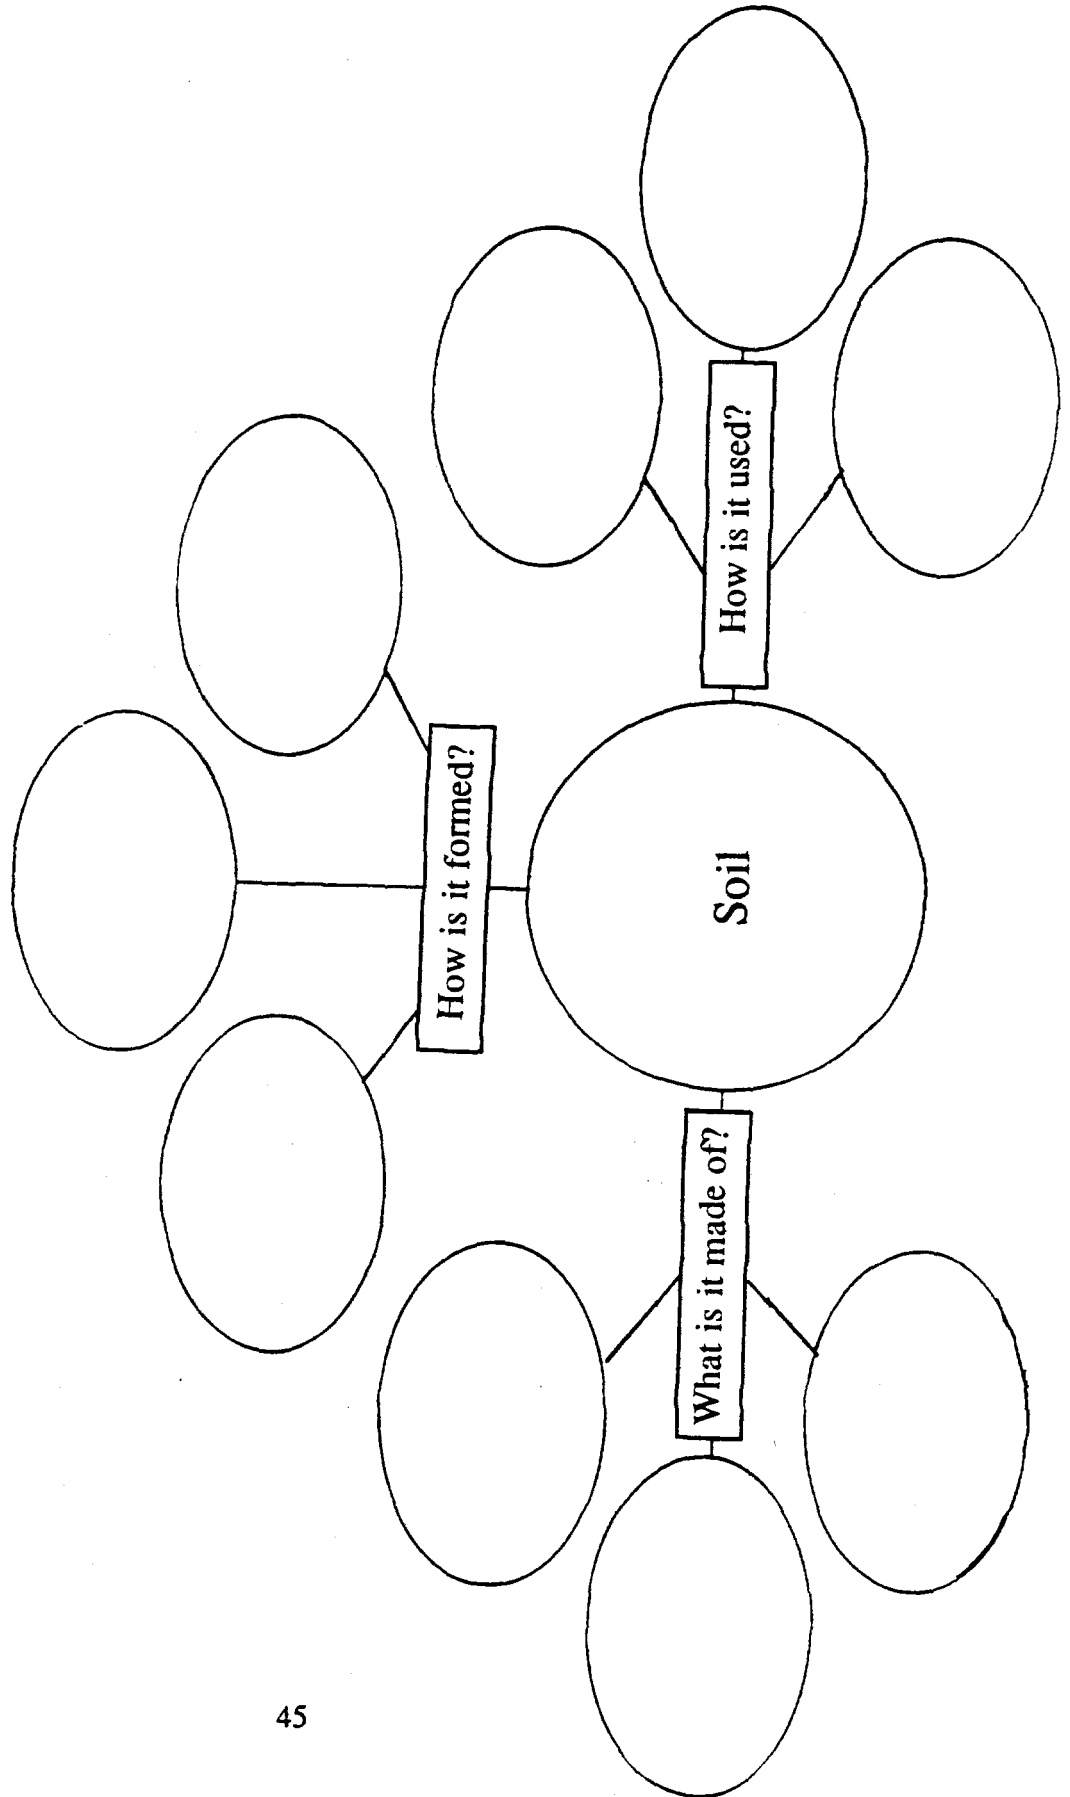 How is it formed?
What is it made of?
Soil
How is it used?
45